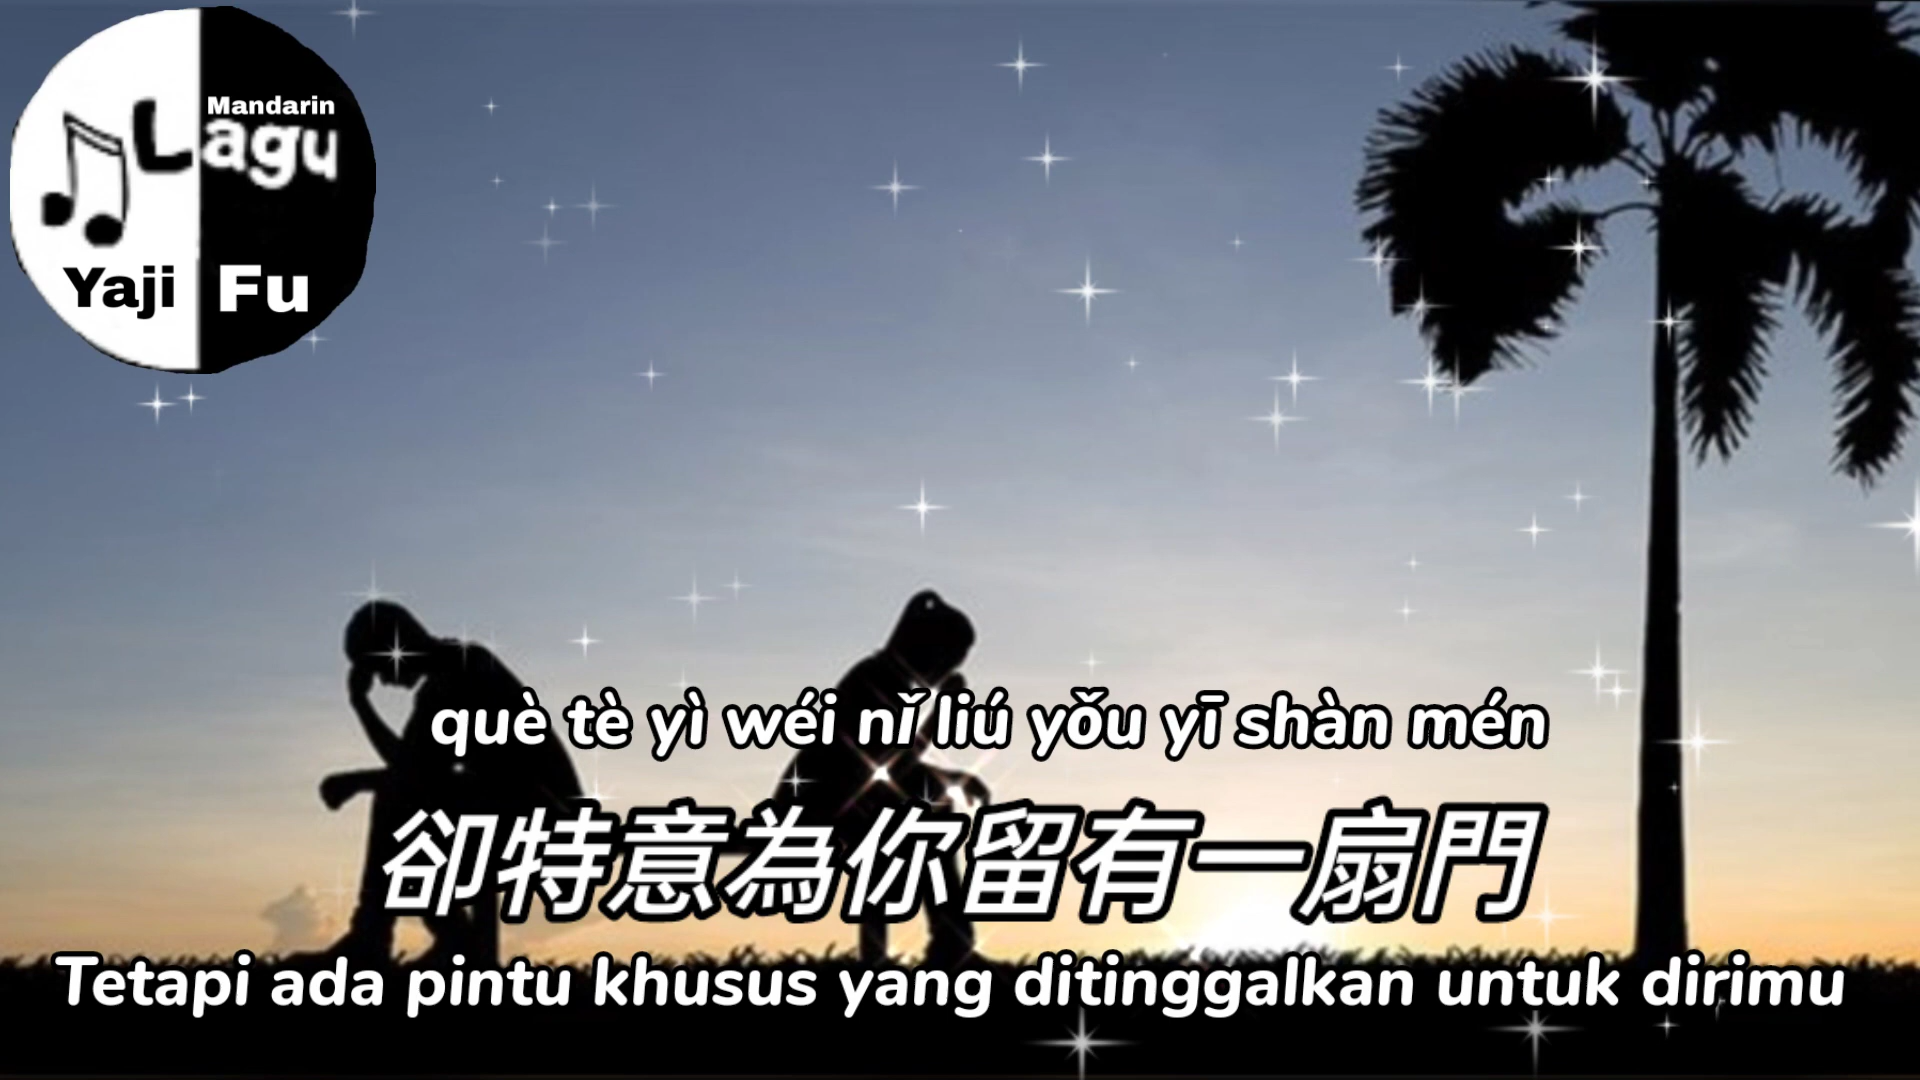 Mandarin
Lagu
Yaji Fu
què tè yì wéi nǐ liú yǒu yī shàn mén
卻特意為你留有一扇門
Tetapi ada pintu khusus yang ditinggalkan untuk dirimu